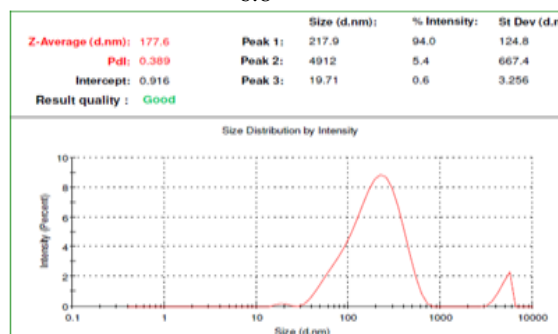 Size (d.nm): % Intensity: St Dev (d.n
Z-Average (d.nm): 177.6 Peak 1: 217.9 94.0 124.8
PdI: 0.389 Peak 2: 4912 5.4 667.4
Intercept: 0.916 Peak 3: 19.71 0.6 3.256
Result quality : Good
Size Distribution by Intensity
Intensity (Percent)
10
8
6
4
2
0
0.1 1 10 100 1000 10000
Size (d.nm)